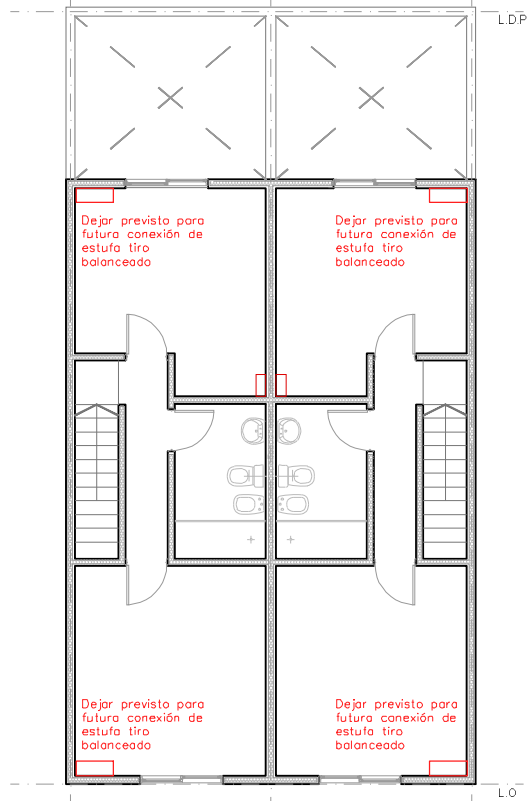 L.D.P
Dejar previsto para
futura conexión de
estufa tiro
balanceado
Dejar previsto para
futura conexión de
estufa tiro
balanceado
Dejar previsto para
futura conexión de
estufa tiro
balanceado
Dejar previsto para
futura conexión de
estufa tiro
balanceado
L.O